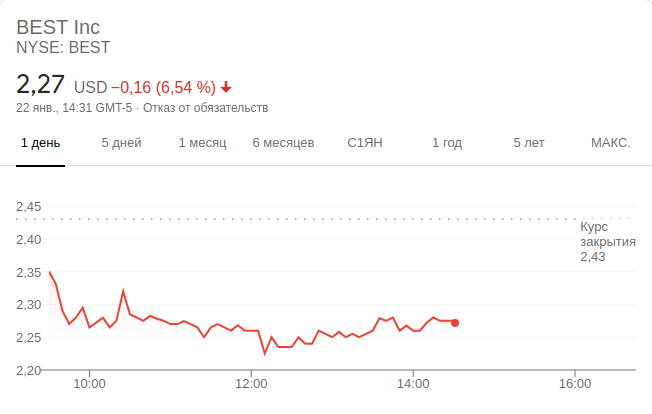 BEST Inc
NYSE: BEST
2,27 USD −0,16 (6,54 %)
22 янв., 14:31 GMT-5 · Отказ от обязательств
1 день 5 дней 1 месяц 6 месяцев С1ЯН 1 год 5 лет МАКС.
2,45
Курс
закрытия
2,43
2,40
2,35
2,30
2,25
2,20
10:00 12:00 14:00 16:00